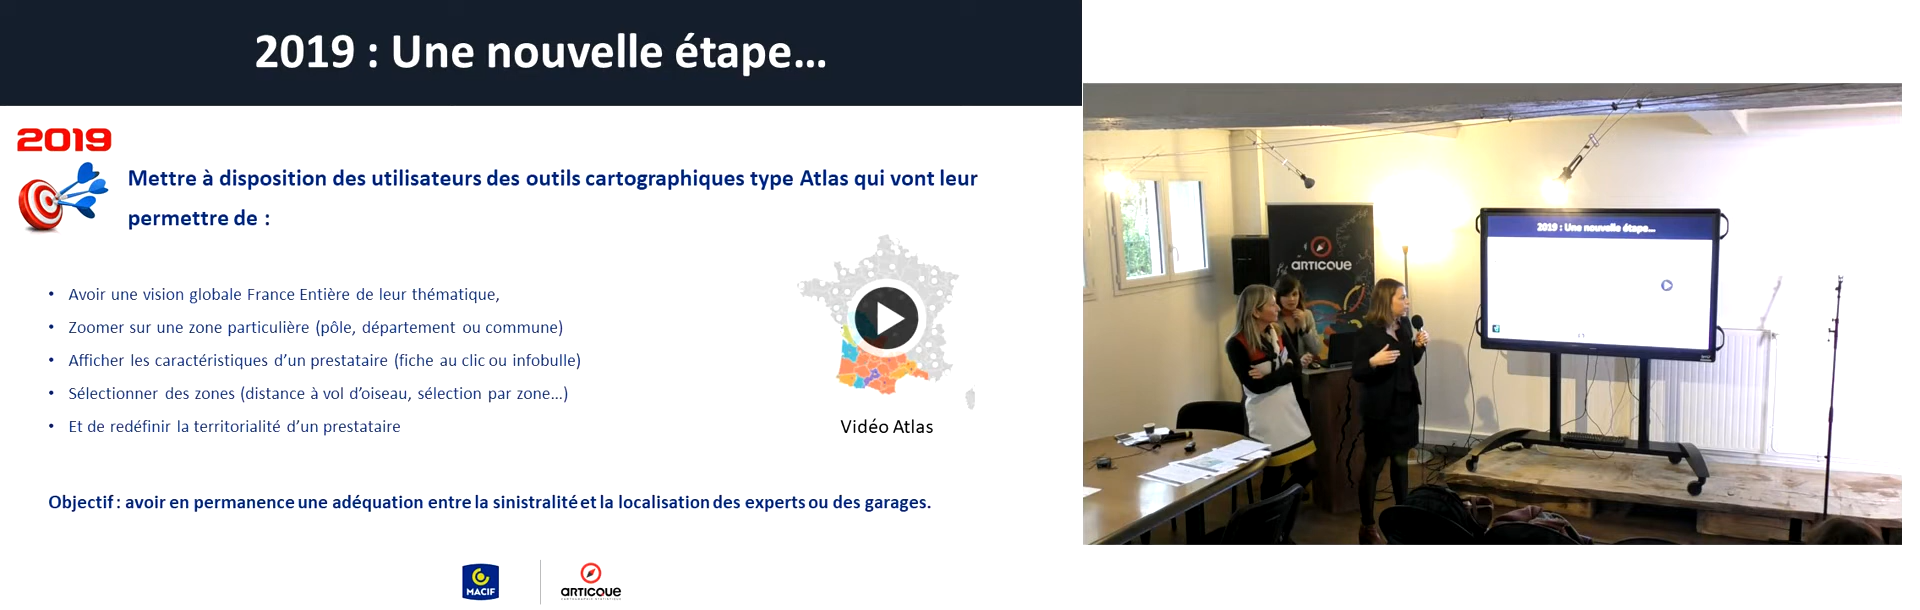 2019 : Une nouvelle étape...
2019
Mettre à disposition des utilisateurs des outils cartographiques type Atlas qui vont leur
permettre de :
• Avoir une vision globale France Entière de leur thématique,
• Zoomer sur une zone particulière (pôle, département ou commune)
• Afficher les caractéristiques d’un prestataire (fiche au clic ou infobulle)
• Sélectionner des zones (distance à vol d’oiseau, sélection par zone...)
• Et de redéfinir la territorialité d’un prestataire
Vidéo Atlas
Objectif : avoir en permanence une adéquation entre la sinistralité et la localisation des experts ou des garages.
MACIF
ARTICQUE
ARTICQUE
2019 : Une nouvelle étape...